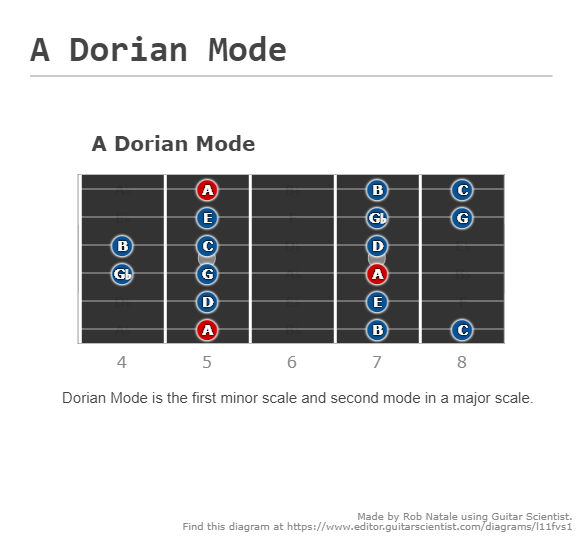 A Dorian Mode
A Dorian Mode
A B C
E Gb G
B C D
Gb G A
D E
A B C
4 5 6 7 8
Dorian Mode is the first minor scale and second mode in a major scale.
Made by Rob Natale using Guitar Scientist.
Find this diagram at https://www.editor.guitarscientist.com/diagrams/l11fvs1